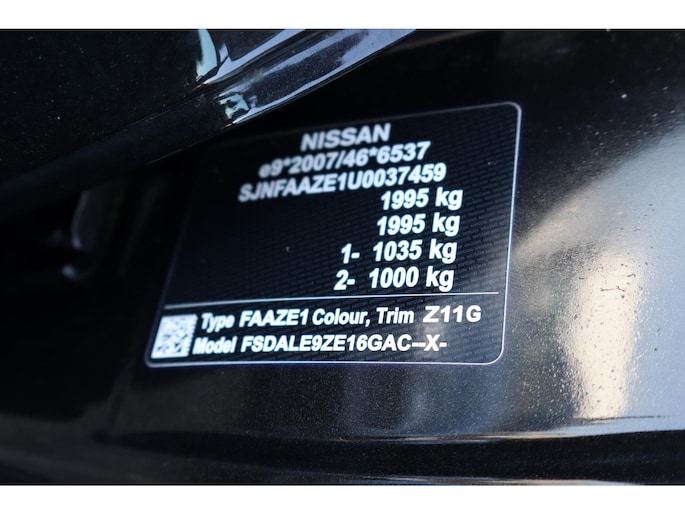 NISSAN
e9*2007/46*6537
SJNFAAZE1U0037459
1995 kg
1995 kg
1- 1035 kg
2- 1000 kg
Type FAAZE1 Colour, Trim Z11G
Model FSDALE9ZE16GAC--X-